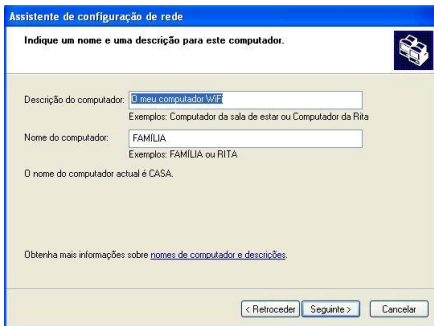 Assistente de configuração de rede
Indique um nome e uma descrição para este computador.
Descrição do computador: O meu computador WiFi
Exemplos: Computador da sala de estar ou Computador da Rita
Nome do computador: FAMÍLIA
Exemplos: FAMÍLIA ou RITA
O nome do computador actual é CASA.
Obtenha mais informações sobre nomes de computador e descrições.
< Retroceder Seguinte > Cancelar